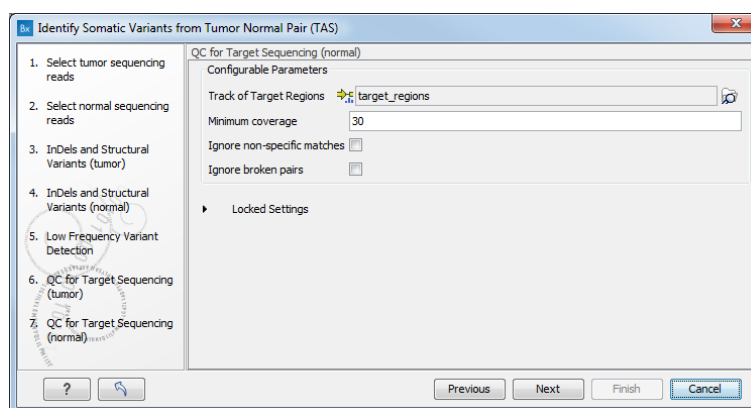 Bx Identify Somatic Variants from Tumor Normal Pair (TAS)
1. Select tumor sequencing
reads
2. Select normal sequencing
reads
3. InDels and Structural
Variants (tumor)
4. InDels and Structural
Variants (normal)
5. Low Frequency Variant
Detection
6. QC for Target Sequencing
(tumor)
7. QC for Target Sequencing
(normal)
QC for Target Sequencing (normal)
Configurable Parameters
Track of Target Regions target_regions
Minimum coverage 30
Ignore non-specific matches
Ignore broken pairs
Locked Settings
? Previous Next Finish Cancel